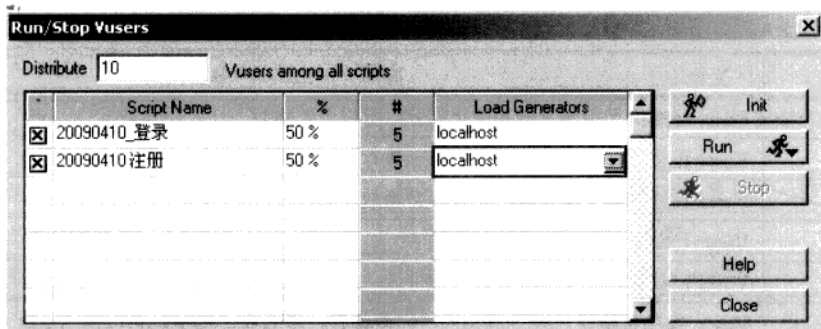 Run/Stop Vusers
Distribute 10 Vusers among all scripts
Script Name % # Load Generators
20090410_登录 50 % 5 localhost
20090410注册 50 % 5 localhost
Init
Run
Stop
Help
Close